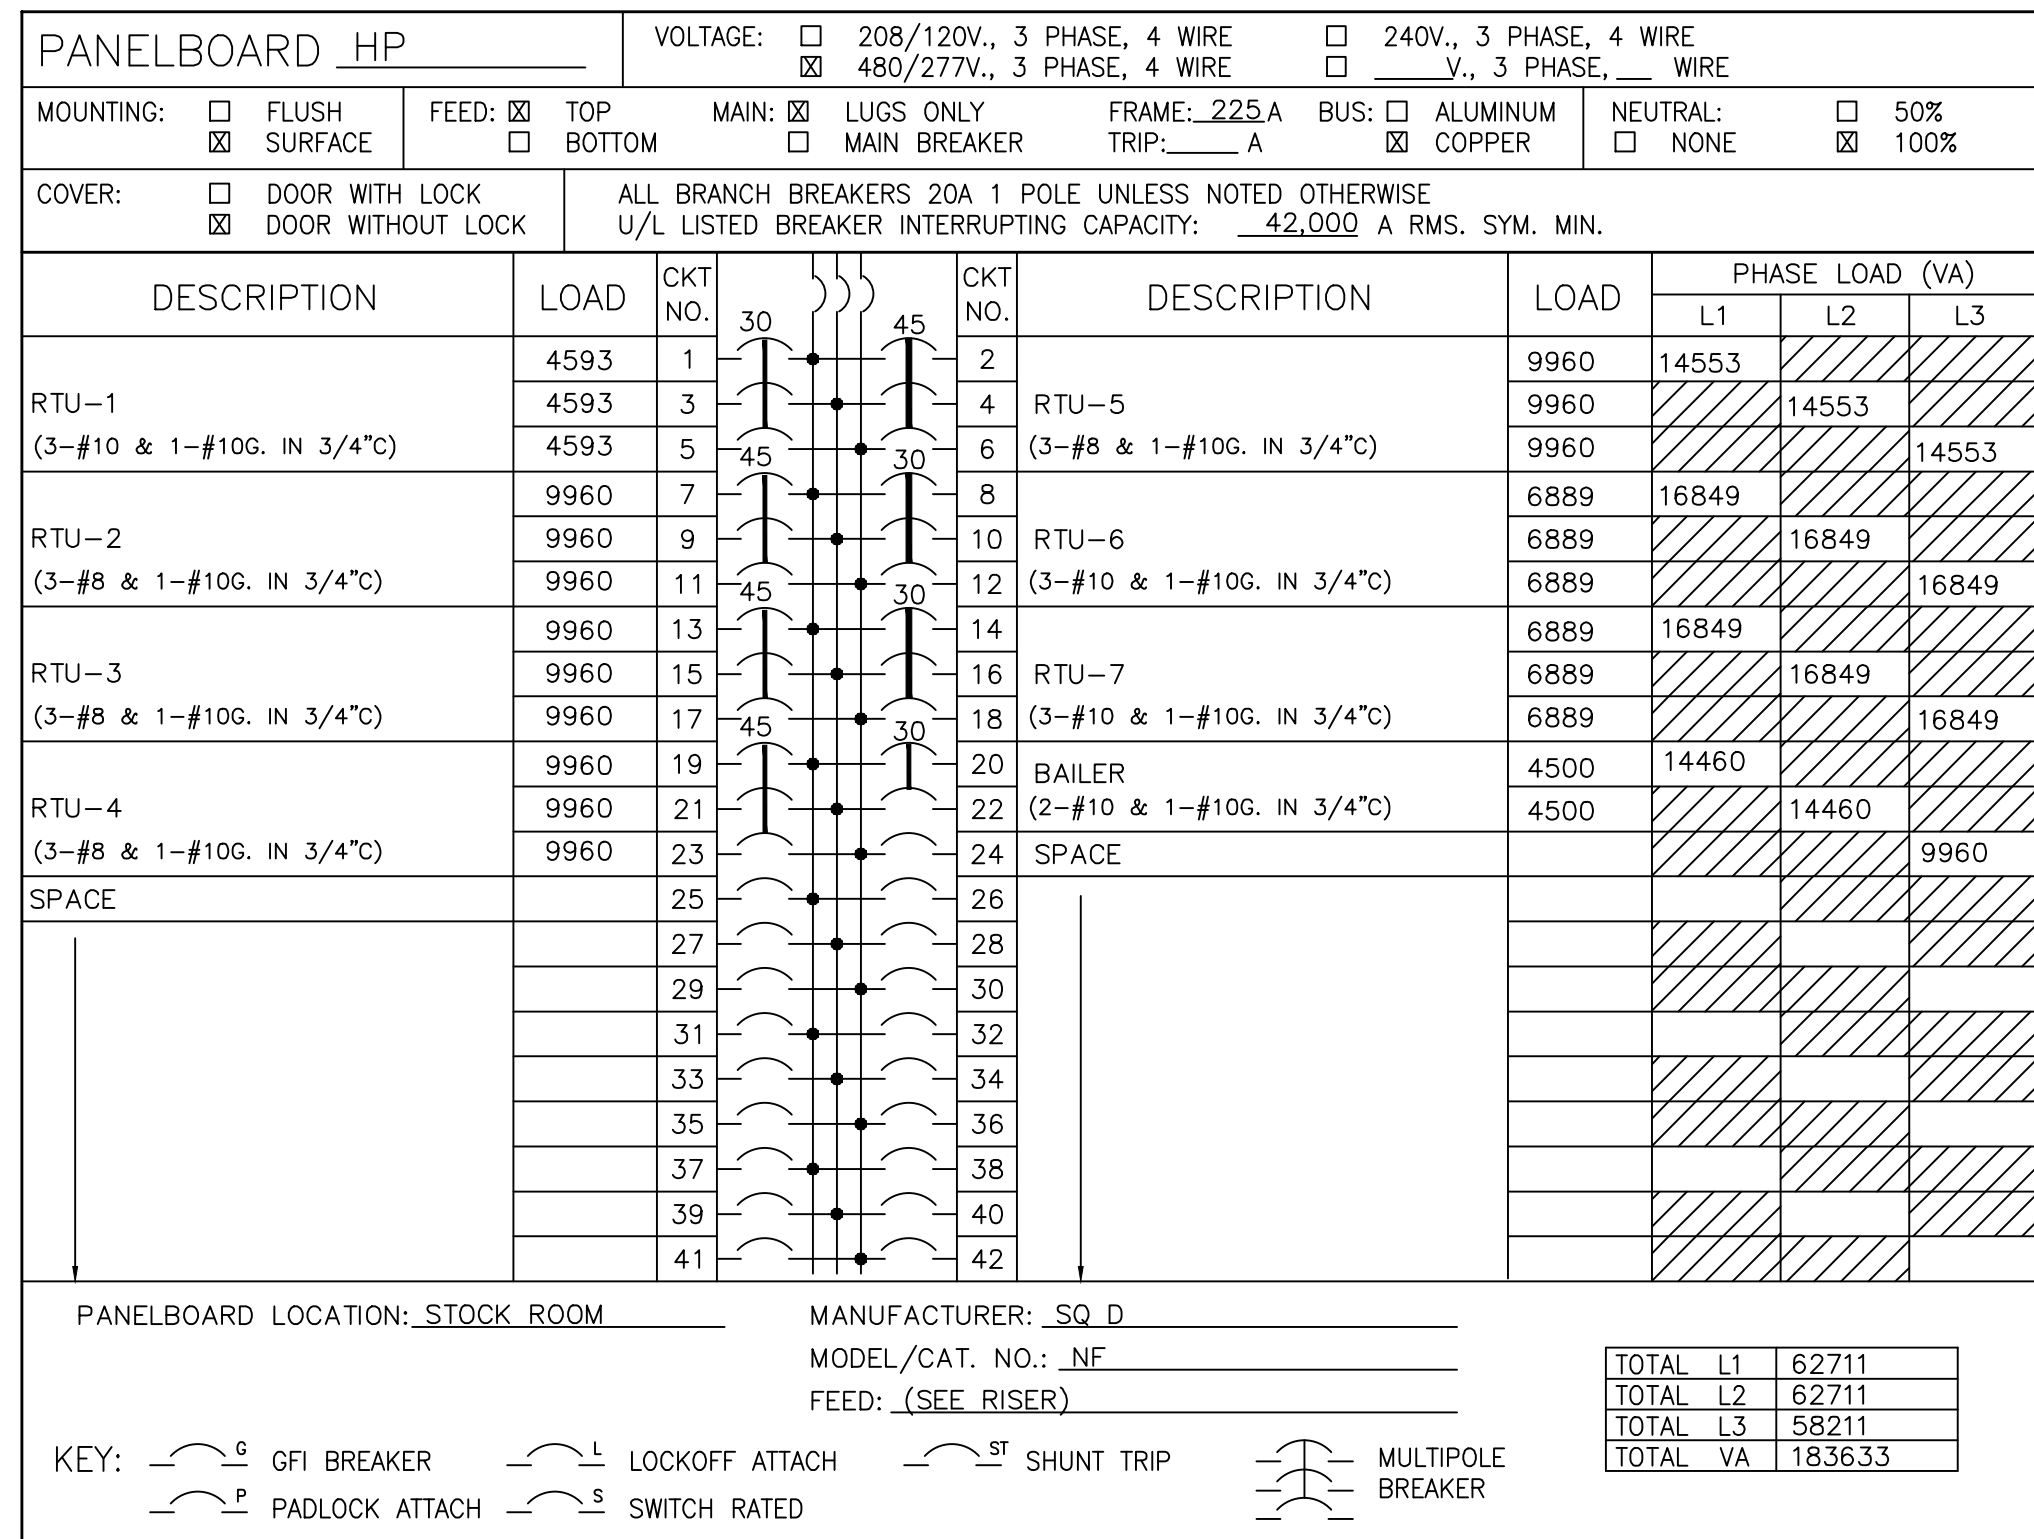 PANELBOARD HP
VOLTAGE: ☐ 208/120V., 3 PHASE, 4 WIRE ☐ 240V., 3 PHASE, 4 WIRE
☒ 480/277V., 3 PHASE, 4 WIRE ☐ _____V., 3 PHASE, __ WIRE
MOUNTING: ☐ FLUSH FEED: ☒ TOP MAIN: ☒ LUGS ONLY FRAME: 225 A BUS: ☐ ALUMINUM NEUTRAL: ☐ 50%
☒ SURFACE ☐ BOTTOM ☐ MAIN BREAKER TRIP:_____ A ☒ COPPER ☐ NONE ☒ 100%
COVER: ☐ DOOR WITH LOCK ALL BRANCH BREAKERS 20A 1 POLE UNLESS NOTED OTHERWISE
☒ DOOR WITHOUT LOCK U/L LISTED BREAKER INTERRUPTING CAPACITY: 42,000 A RMS. SYM. MIN.
DESCRIPTION LOAD CKT NO. CKT NO. DESCRIPTION LOAD PHASE LOAD (VA)
L1 L2 L3
30 45
4593 1 2 9960 14553
RTU-1 4593 3 4 RTU-5 9960 14553
(3-#10 & 1-#10G. IN 3/4"C) 4593 5 6 (3-#8 & 1-#10G. IN 3/4"C) 9960 14553
45 30
9960 7 8 6889 16849
RTU-2 9960 9 10 RTU-6 6889 16849
(3-#8 & 1-#10G. IN 3/4"C) 9960 11 12 (3-#10 & 1-#10G. IN 3/4"C) 6889 16849
45 30
9960 13 14 6889 16849
RTU-3 9960 15 16 RTU-7 6889 16849
(3-#8 & 1-#10G. IN 3/4"C) 9960 17 18 (3-#10 & 1-#10G. IN 3/4"C) 6889 16849
45 30
9960 19 20 BAILER 4500 14460
RTU-4 9960 21 22 (2-#10 & 1-#10G. IN 3/4"C) 4500 14460
(3-#8 & 1-#10G. IN 3/4"C) 9960 23 24 SPACE 9960
SPACE 25 26
27 28
29 30
31 32
33 34
35 36
37 38
39 40
41 42
PANELBOARD LOCATION: STOCK ROOM MANUFACTURER: SQ D
MODEL/CAT. NO.: NF
FEED: (SEE RISER)
TOTAL L1 62711
TOTAL L2 62711
TOTAL L3 58211
TOTAL VA 183633
KEY: G GFI BREAKER L LOCKOFF ATTACH ST SHUNT TRIP MULTIPOLE BREAKER
P PADLOCK ATTACH S SWITCH RATED